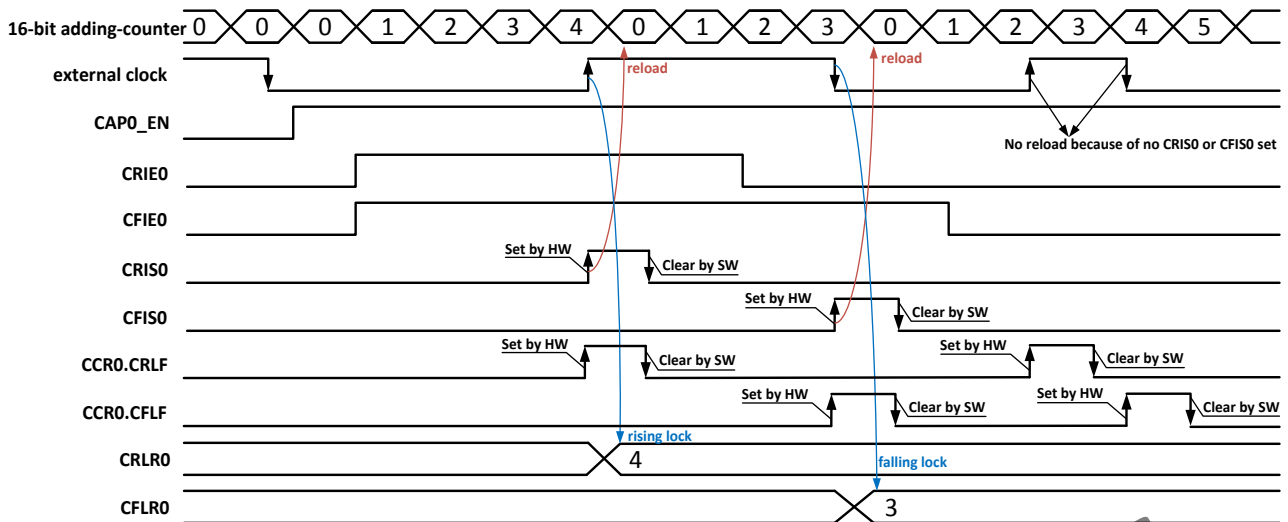 16-bit adding-counter 0 0 0 1 2 3 4 0 1 2 3 0 1 2 3 4 5
external clock
reload
reload
CAP0_EN
No reload because of no CRIS0 or CFIS0 set
CRIE0
CFIE0
Set by HW
CRIS0
Clear by SW
Set by HW
CFIS0
Clear by SW
Set by HW
CCR0.CRLF
Clear by SW
Set by HW
Clear by SW
Set by HW
CCR0.CFLF
Clear by SW
Set by HW
Clear by SW
rising lock
CRLR0
4
falling lock
CFLR0
3